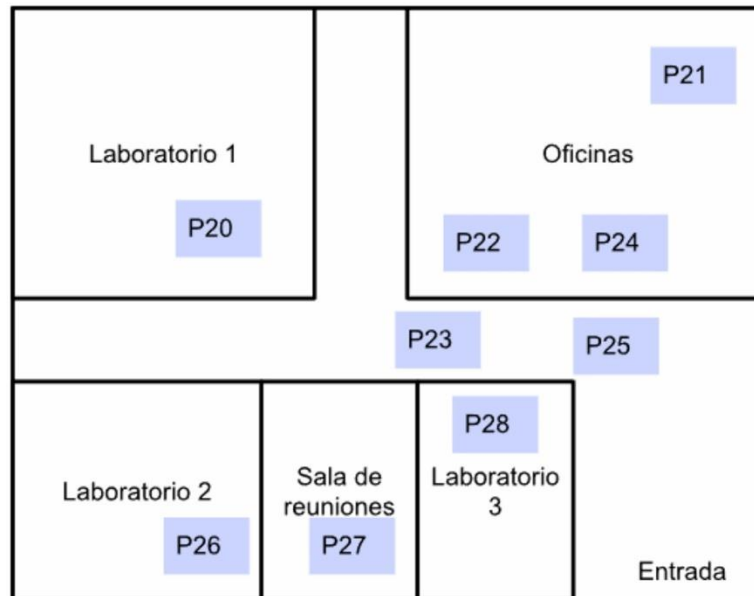 P21
Laboratorio 1
Oficinas
P20
P22
P24
P23
P25
P28
Laboratorio 2
Sala de
reuniones
Laboratorio
3
P26
P27
Entrada